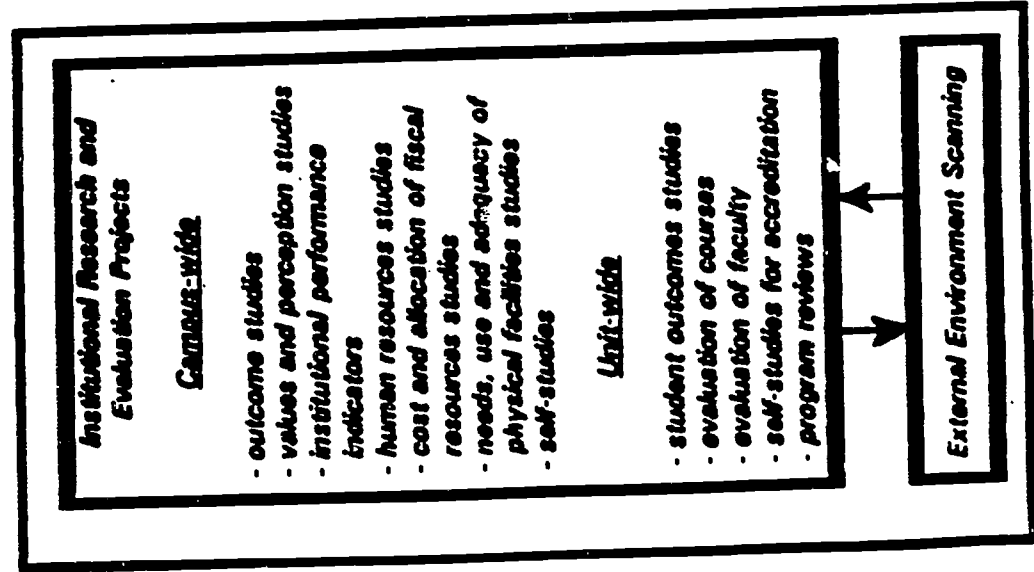 Institutional Research and
Evaluation Projects
Campus-wide
- outcome studies
- values and perception studies
- institutional performance
indicators
- human resources studies
- cost and allocation of fiscal
resources studies
- needs, use and adequacy of
physical facilities studies
- self-studies
Unit-wide
- student outcomes studies
- evaluation of courses
- evaluation of faculty
- self-studies for accreditation
- program reviews
External Environment Scanning